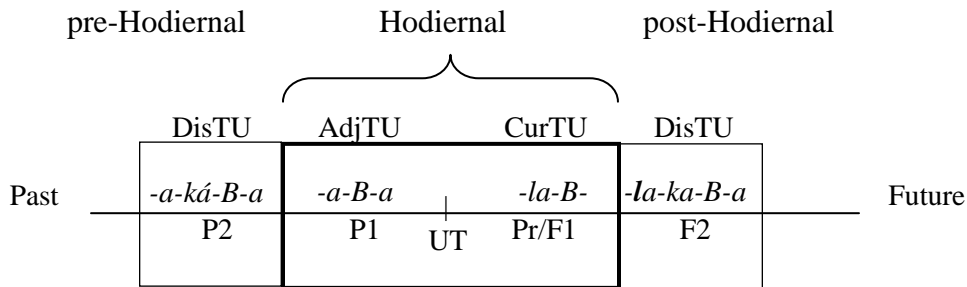 pre-Hodiernal Hodiernal post-Hodiernal
DisTU AdjTU CurTU DisTU
Past -a-ká-B-a -a-B-a -la-B- -la-ka-B-a Future
P2 P1 UT Pr/F1 F2